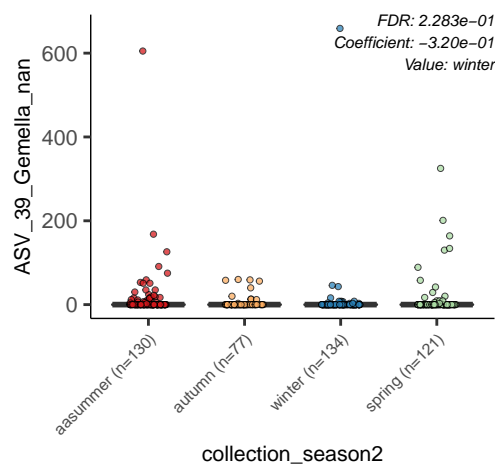 FDR: 2.283e−01
Coefficient: −3.20e−01
Value: winter
ASV_39_Gemella_nan
600
400
200
0
aasummer (n=130)
autumn (n=77)
winter (n=134)
spring (n=121)
collection_season2